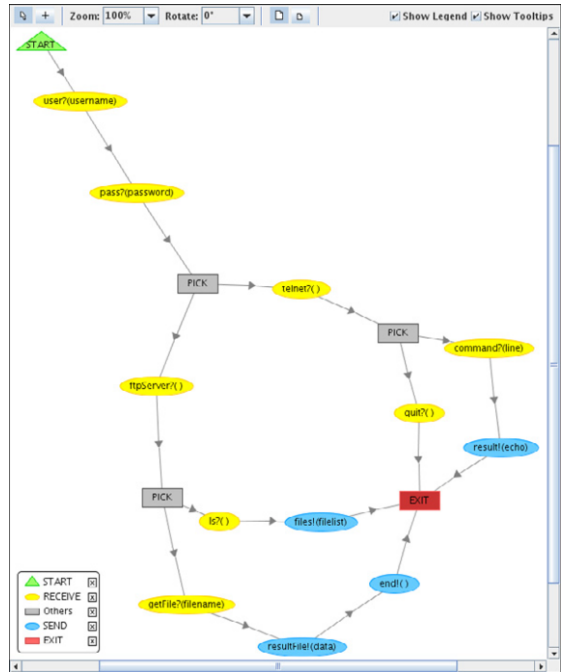 Zoom: 100% Rotate: 0° Show Legend Show Tooltips
START
user?(username)
pass?(password)
PICK
telnet?( )
PICK
command?(line)
ftpServer?( )
quit?( )
result!(echo)
PICK
EXIT
ls?( )
files!(filelist)
end!( )
getFile?(filename)
resultFile!(data)
START
RECEIVE
Others
SEND
EXIT